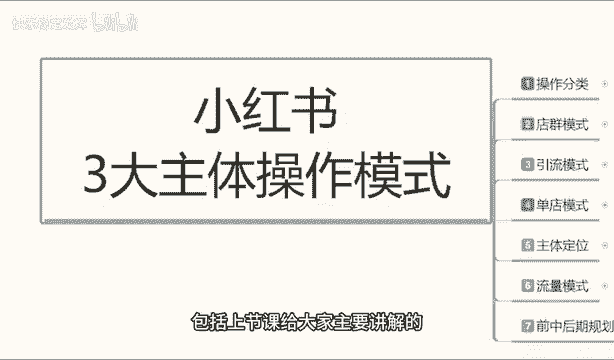 bilibili
小红书
3大主体操作模式
1 操作分类
2 店群模式
3 引流模式
4 单店模式
5 主体定位
6 流量模式
7 前中后期规划
包括上节课给大家主要讲解的